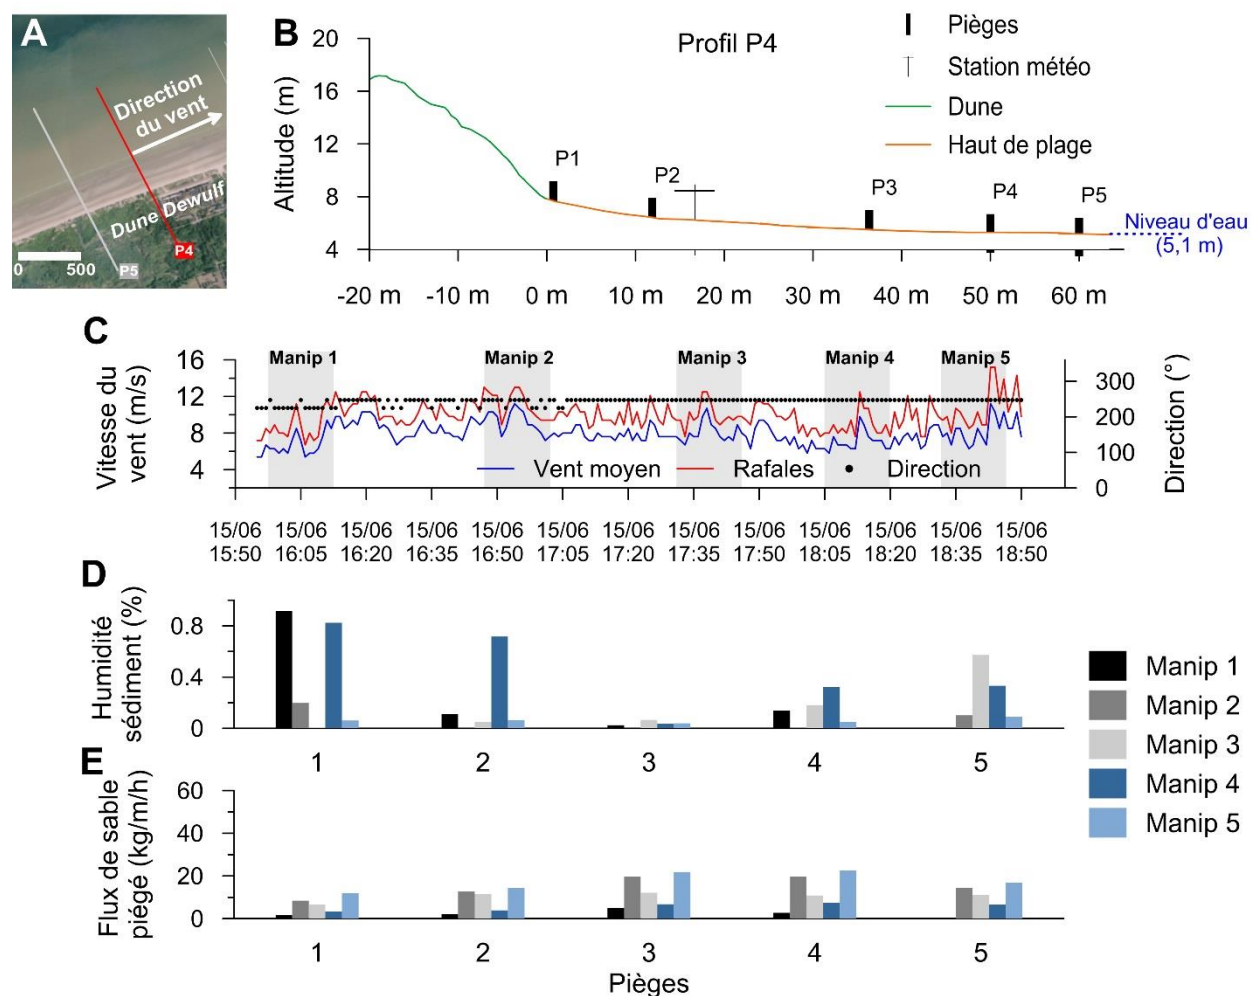 A
Direction
du vent
Dune Dewulf
P4
P5
0 500
B
Profil P4
Altitude (m)
20
16
12
8
4
P1
P2
P3
P4
P5
-20 m -10 m 0 m 10 m 20 m 30 m 40 m 50 m 60 m
Pièges
Station météo
Dune
Haut de plage
Niveau d'eau
(5,1 m)
C
Vitesse du
vent (m/s)
16
12
8
4
Manip 1 Manip 2 Manip 3 Manip 4 Manip 5
Vent moyen Rafales Direction
300
200
100
0
Direction (°)
15/06 15/06 15/06 15/06 15/06 15/06 15/06 15/06 15/06 15/06 15/06 15/06 15/06
15:50 16:05 16:20 16:35 16:50 17:05 17:20 17:35 17:50 18:05 18:20 18:35 18:50
D
Humidité
sédiment (%)
0.8
0.4
0
1 2 3 4 5
E
Flux de sable
piégé (kg/m/h)
60
40
20
0
1 2 3 4 5
Pièges
Manip 1
Manip 2
Manip 3
Manip 4
Manip 5